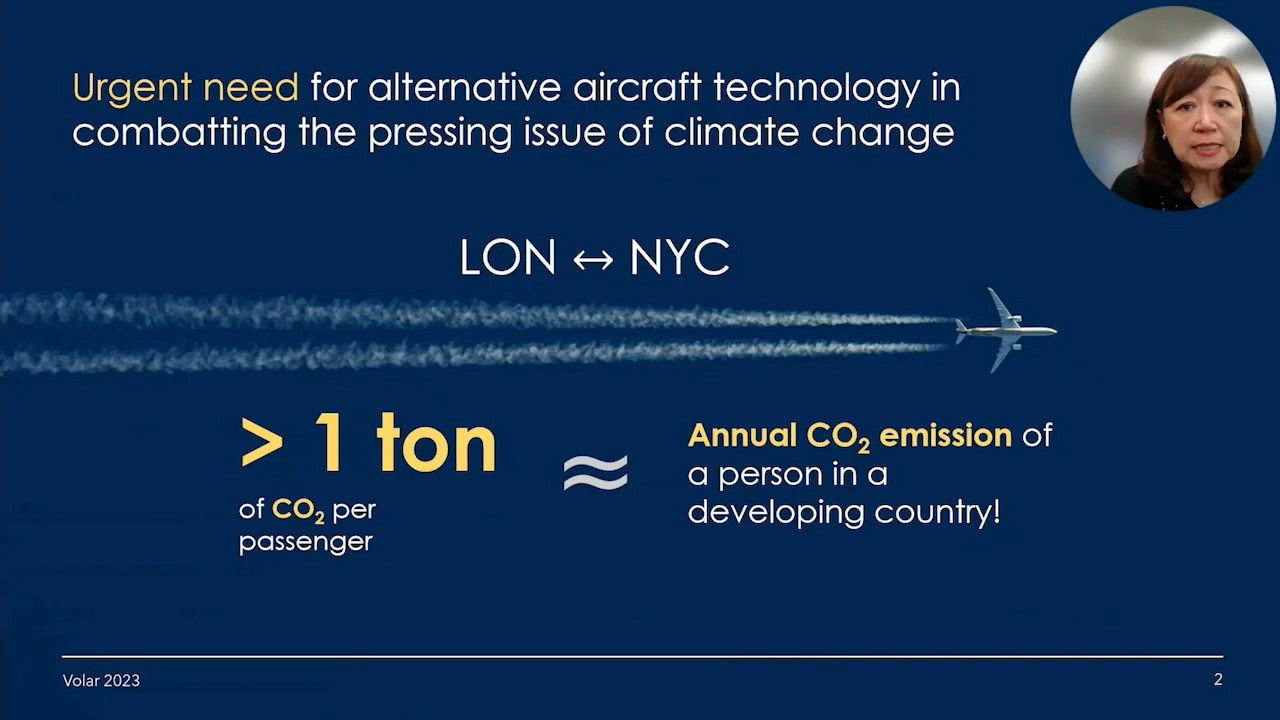 Urgent need for alternative aircraft technology in
combatting the pressing issue of climate change
LON ↔ NYC
> 1 ton
of CO₂ per
passenger
≈
Annual CO₂ emission of
a person in a
developing country!
Volar 2023
2